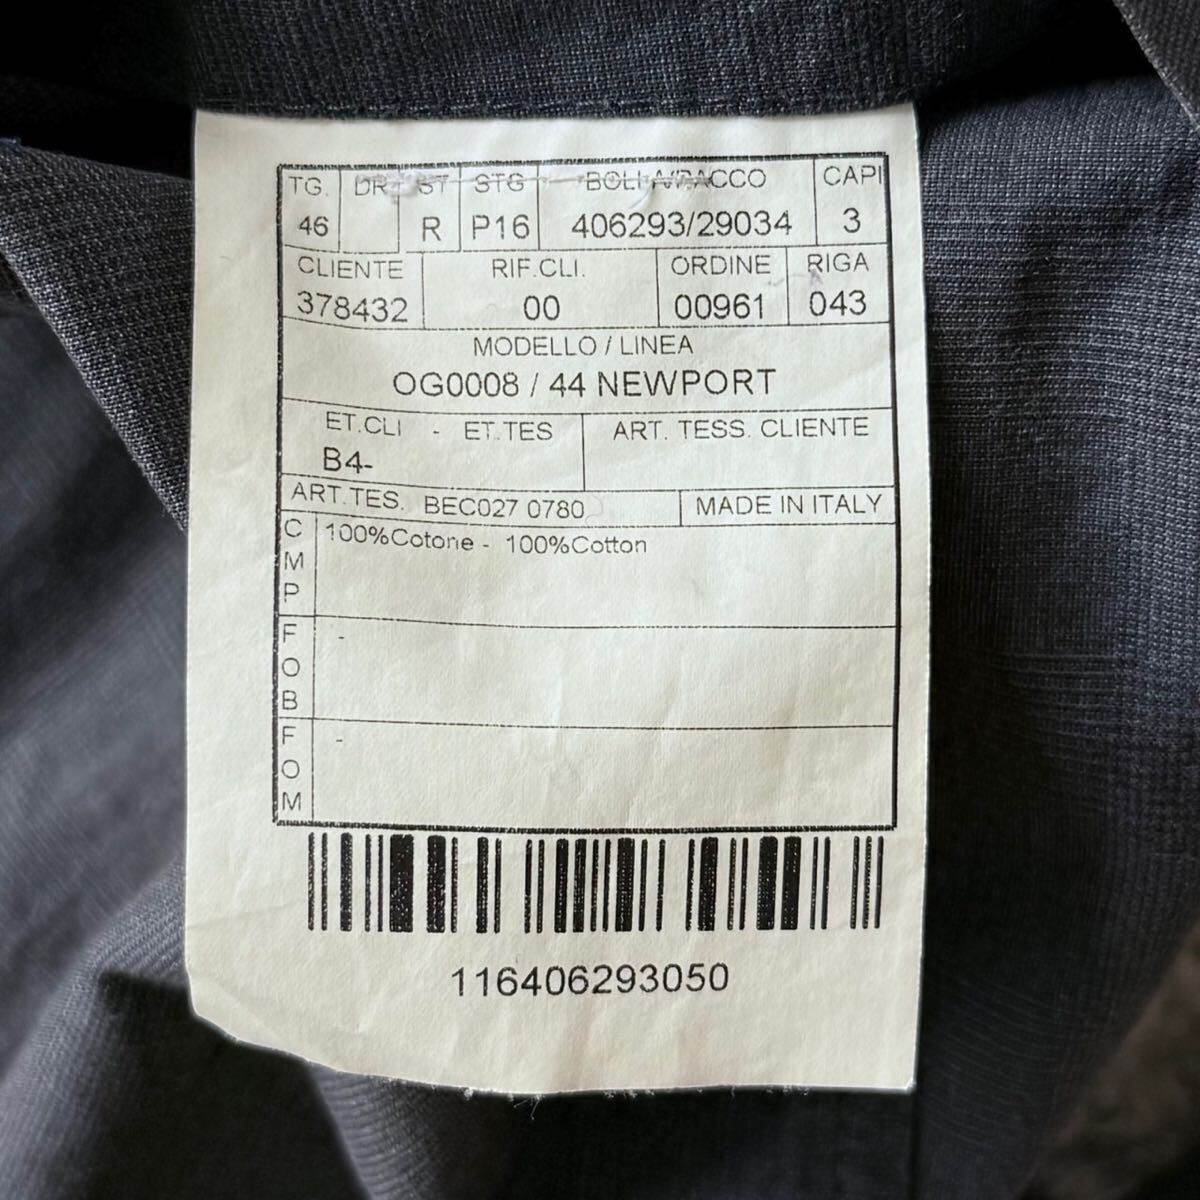 TG. DR ST STG BOLLA/PACCO CAPI
46 R P16 406293/29034 3
CLIENTE RIF.CLI. ORDINE RIGA
378432 00 00961 043
MODELLO / LINEA
OG0008 / 44 NEWPORT
ET.CLI - ET.TES ART. TESS. CLIENTE
B4-
ART.TES. BEC027 0780 MADE IN ITALY
CMP 100%Cotone - 100%Cotton
FOB -
FOM -
116406293050